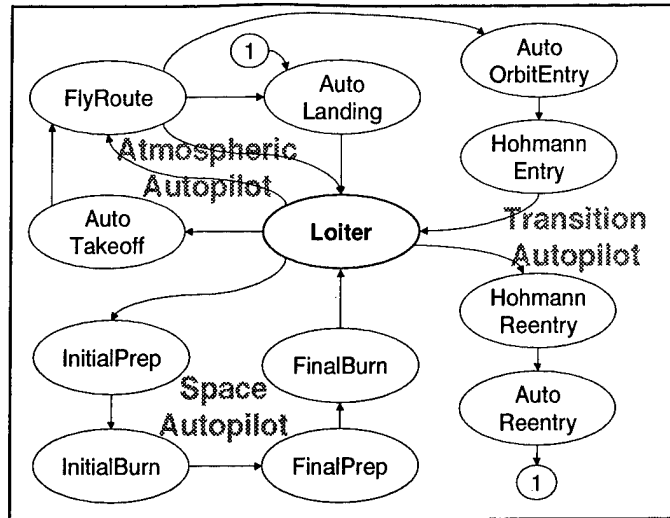 1
Auto
OrbitEntry
FlyRoute
Auto
Landing
Atmospheric
Autopilot
Hohmann
Entry
Auto
Takeoff
Loiter
Transition
Autopilot
Hohmann
Reentry
InitialPrep
FinalBurn
Space
Autopilot
Auto
Reentry
InitialBurn
FinalPrep
1